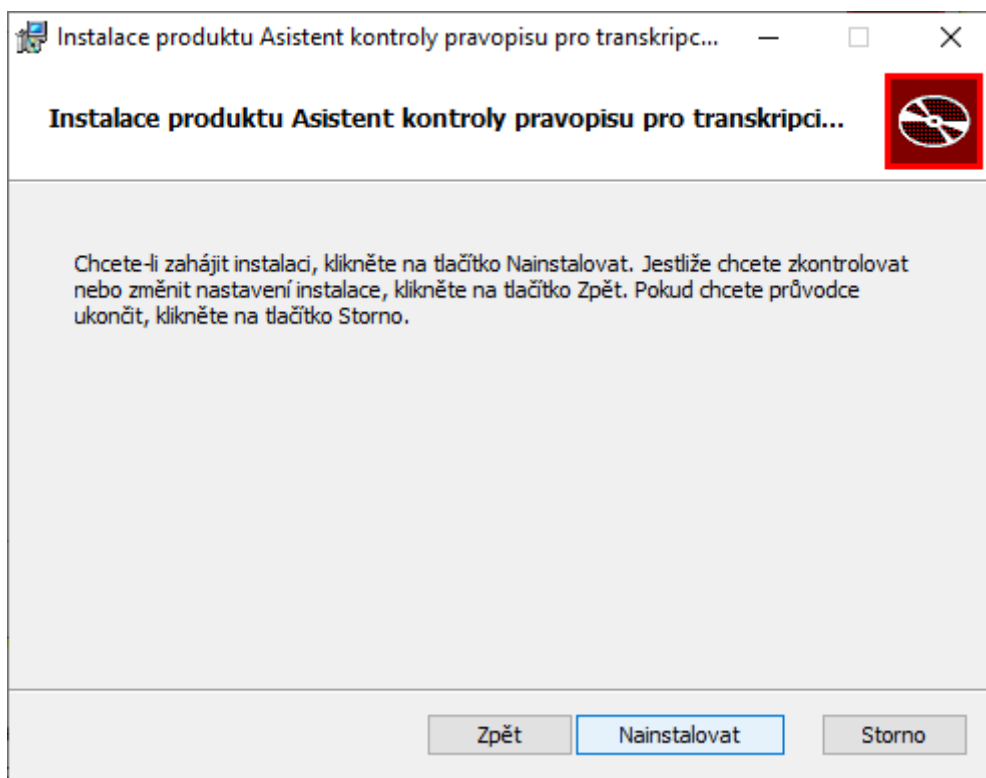 Instalace produktu Asistent kontroly pravopisu pro transkripc...
Instalace produktu Asistent kontroly pravopisu pro transkripci...
Chcete-li zahájit instalaci, klikněte na tlačítko Nainstalovat. Jestliže chcete zkontrolovat
nebo změnit nastavení instalace, klikněte na tlačítko Zpět. Pokud chcete průvodce
ukončit, klikněte na tlačítko Storno.
Zpět Nainstalovat Storno